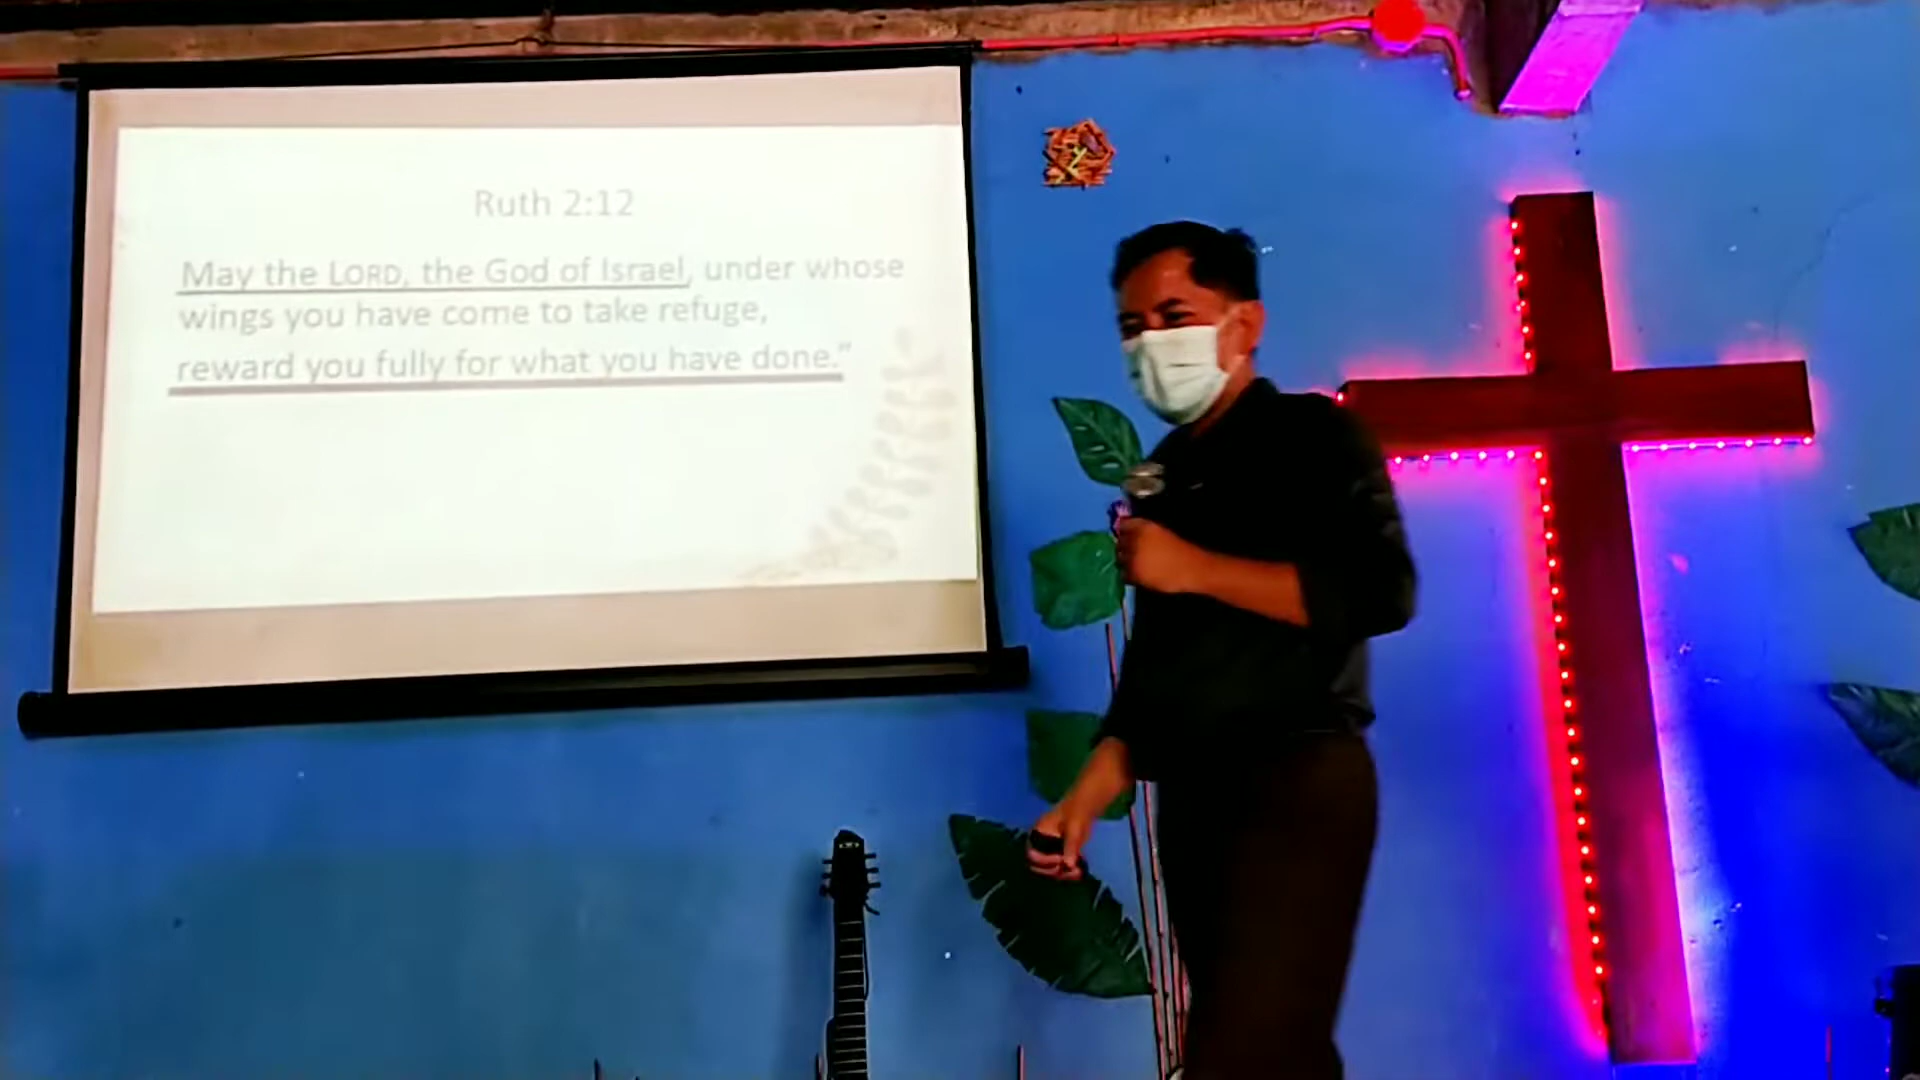 Ruth 2:12
May the LORD, the God of Israel, under whose
wings you have come to take refuge,
reward you fully for what you have done.”